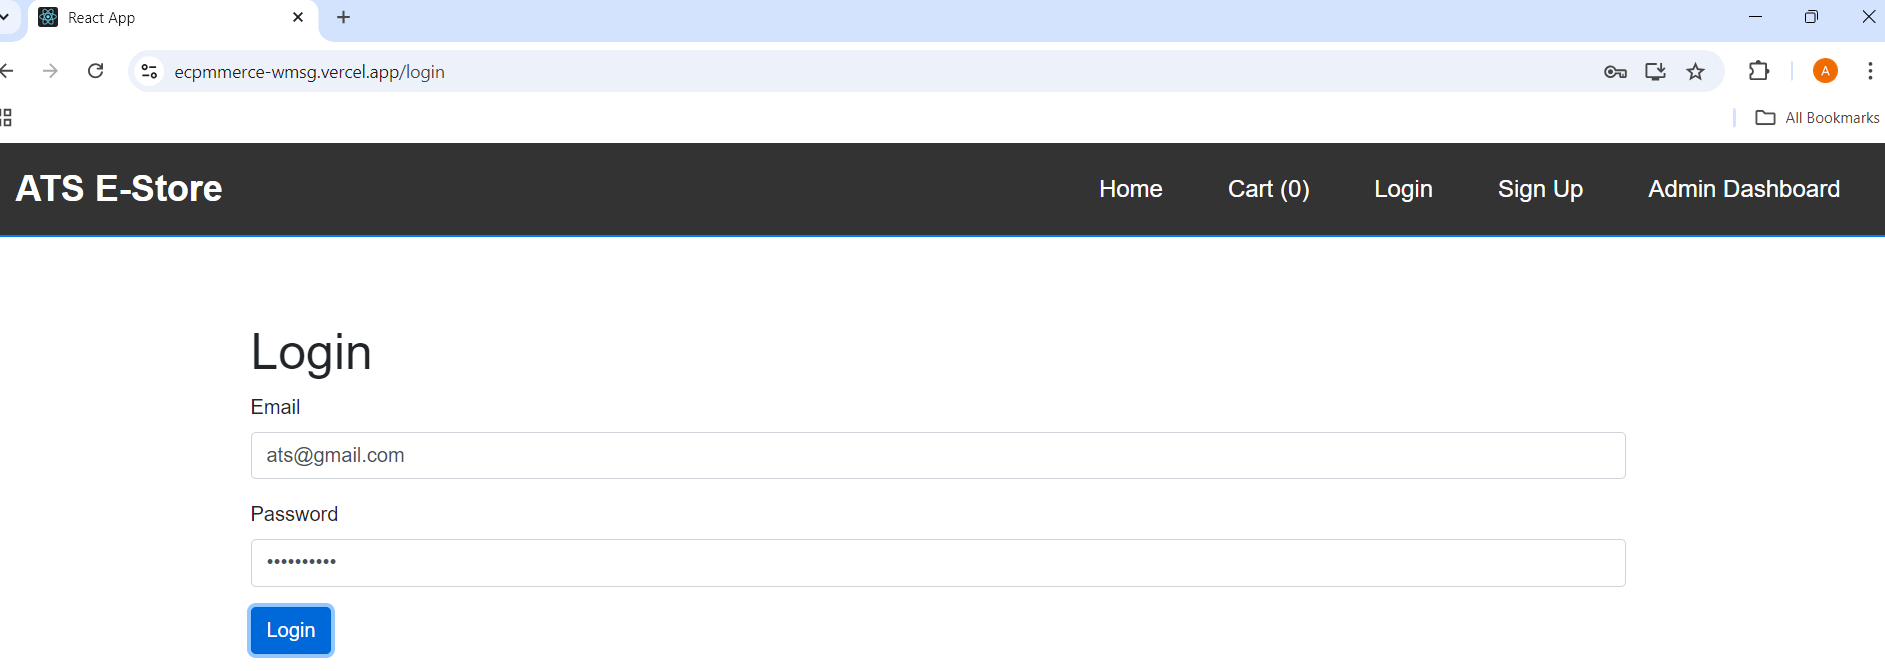 React App
ecpmmerce-wmsg.vercel.app/login
A
All Bookmarks
ATS E-Store
Home Cart (0) Login Sign Up Admin Dashboard
Login
Email
ats@gmail.com
Password
••••••••••
Login